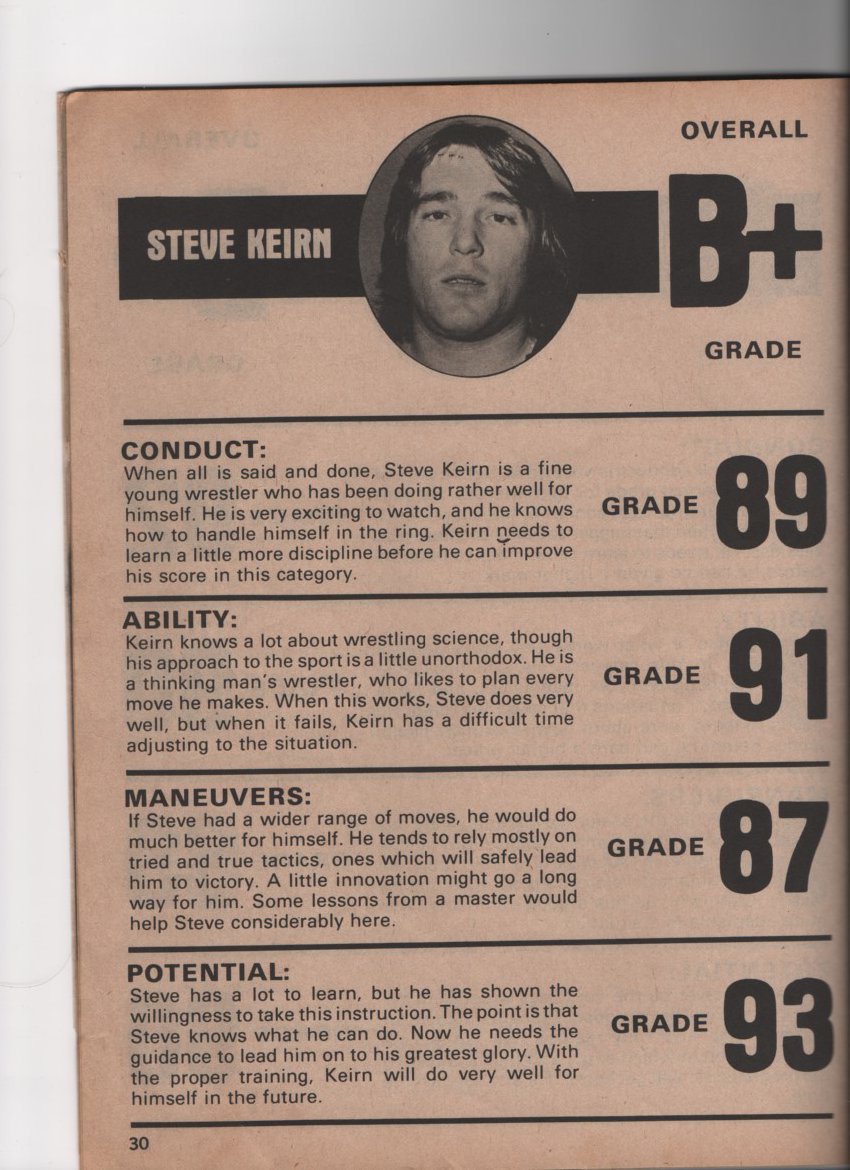 OVERALL
STEVE KEIRN
B+
GRADE
CONDUCT:
When all is said and done, Steve Keirn is a fine
young wrestler who has been doing rather well for
himself. He is very exciting to watch, and he knows
how to handle himself in the ring. Keirn needs to
learn a little more discipline before he can improve
his score in this category.
GRADE 89
ABILITY:
Keirn knows a lot about wrestling science, though
his approach to the sport is a little unorthodox. He is
a thinking man's wrestler, who likes to plan every
move he makes. When this works, Steve does very
well, but when it fails, Keirn has a difficult time
adjusting to the situation.
GRADE 91
MANEUVERS:
If Steve had a wider range of moves, he would do
much better for himself. He tends to rely mostly on
tried and true tactics, ones which will safely lead
him to victory. A little innovation might go a long
way for him. Some lessons from a master would
help Steve considerably here.
GRADE 87
POTENTIAL:
Steve has a lot to learn, but he has shown the
willingness to take this instruction. The point is that
Steve knows what he can do. Now he needs the
guidance to lead him on to his greatest glory. With
the proper training, Keirn will do very well for
himself in the future.
GRADE 93
30